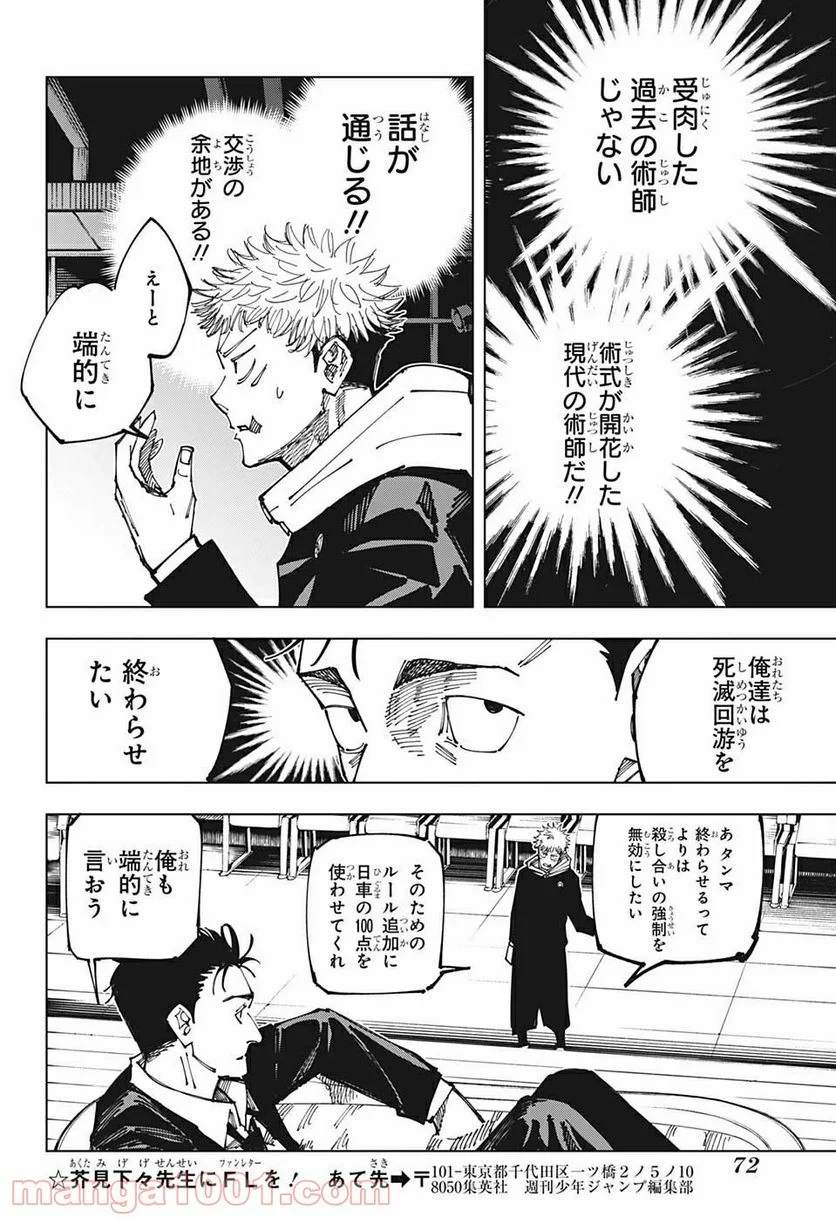 受肉した
過去の術師
じゃない
術式が開花した
現代の術師だ!!
話が
通じる!!
交渉の
余地がある!!
えーと
端的に
俺達は
死滅回游を
終わらせ
たい
あタンマ
終わらせるって
よりは
殺し合いの強制を
無効にしたい
そのための
ルール追加に
日車の100点を
使わせてくれ
俺も
端的に
言おう
72
☆芥見下々先生にFLを! あて先➡〒101-東京都千代田区一ツ橋2ノ5ノ10
8050集英社 週刊少年ジャンプ編集部
manga1001.com